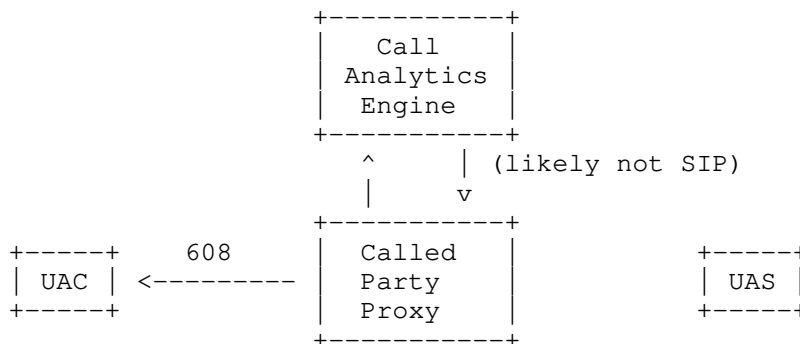 Call
Analytics
Engine
(likely not SIP)
608
Called
UAC
Party
UAS
Proxy